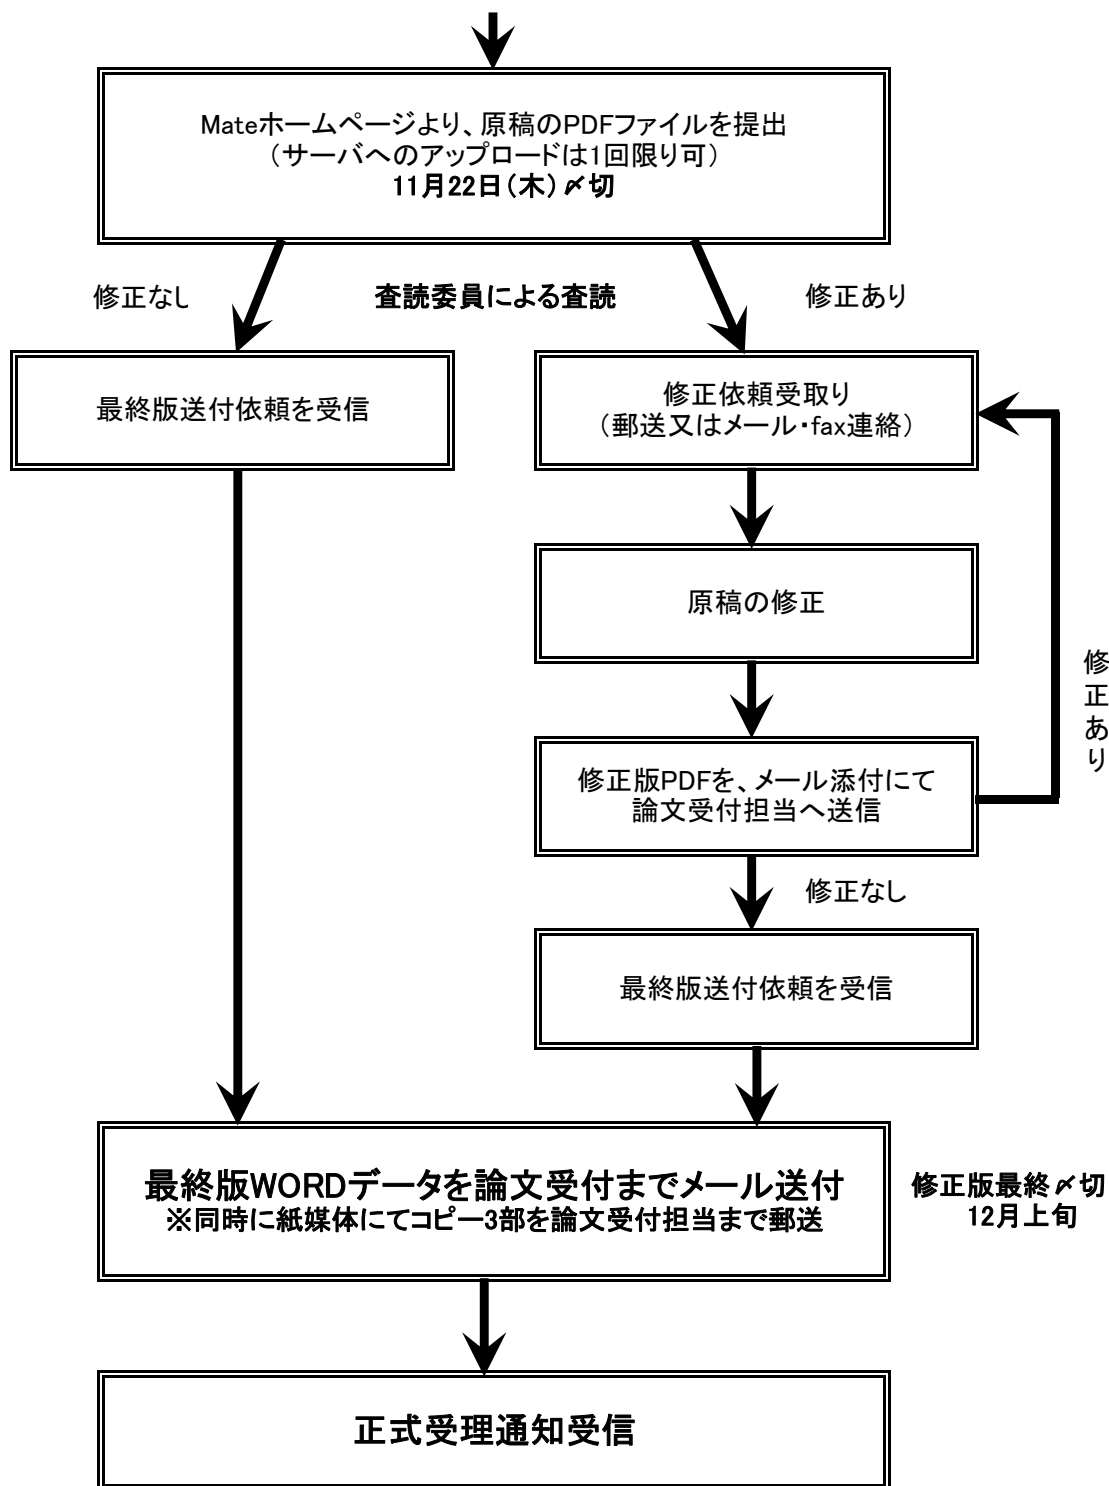 Mateホームページより、原稿のPDFファイルを提出
（サーバへのアップロードは1回限り可）
11月22日（木）〆切
修正なし
査読委員による査読
修正あり
最終版送付依頼を受信
修正依頼受取り
（郵送又はメール・fax連絡）
原稿の修正
修正あり
修正版PDFを、メール添付にて
論文受付担当へ送信
修正なし
最終版送付依頼を受信
最終版WORDデータを論文受付までメール送付
※同時に紙媒体にてコピー3部を論文受付担当まで郵送
修正版最終〆切
12月上旬
正式受理通知受信